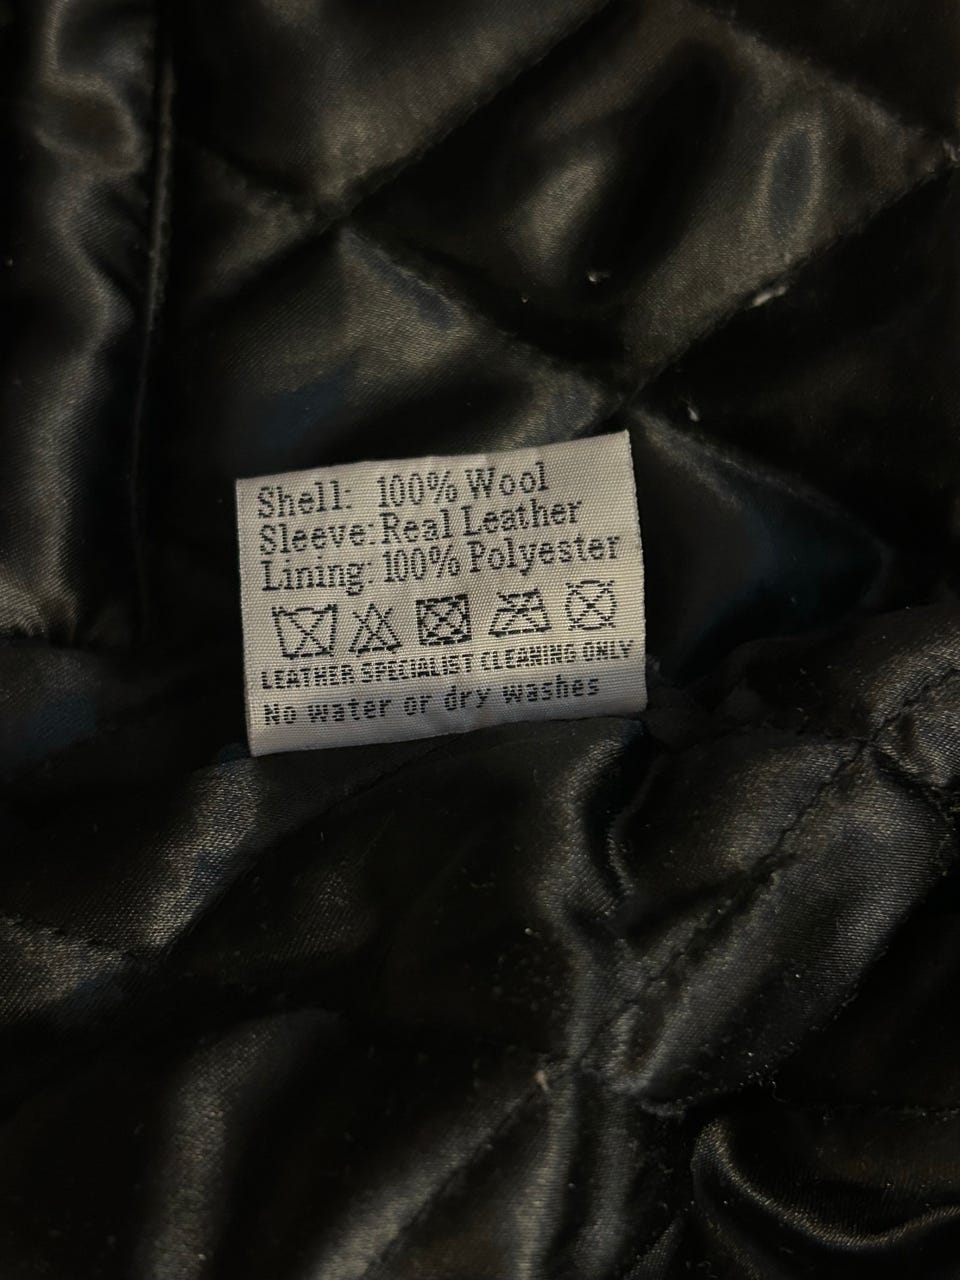 Shell: 100% Wool
Sleeve: Real Leather
Lining: 100% Polyester
LEATHER SPECIALIST CLEANING ONLY
No water or dry washes